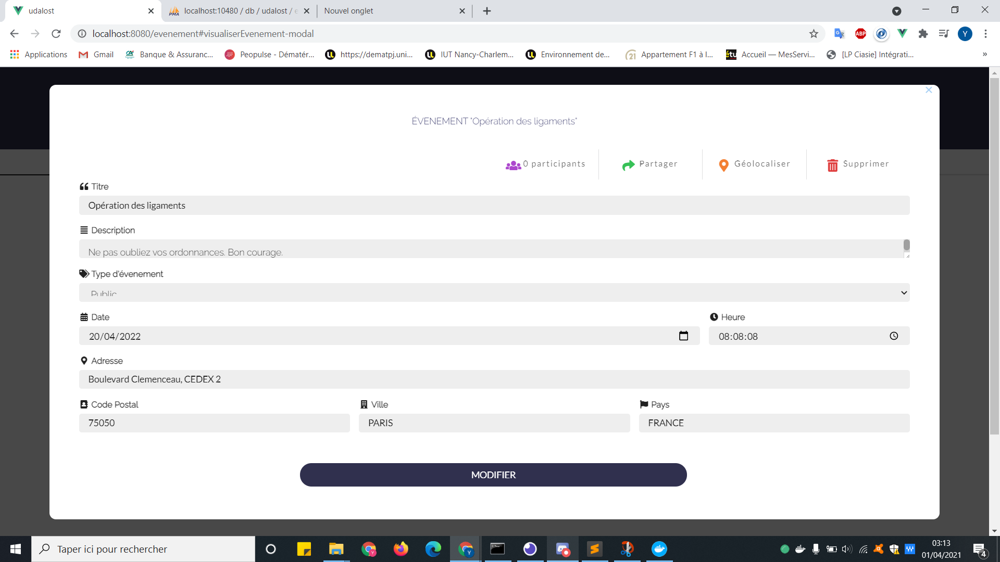 udalost
localhost:10480 / db / udalost / e
Nouvel onglet
localhost:8080/evenement#visualiserEvenement-modal
ABP
Y
Applications
Gmail
Banque & Assuranc...
Peopulse - Dématér...
https://dematpj.uni...
IUT Nancy-Charlem...
Environnement de...
Appartement F1 à l...
étu
Accueil — MesServi...
[LP Ciasie] Intégrati...
»
ÉVENEMENT "Opération des ligaments"
0 participants
Partager
Géolocaliser
Supprimer
Titre
Opération des ligaments
Description
Ne pas oubliez vos ordonnances. Bon courage.
Type d'évenement
Public
Date
Heure
20/04/2022
08:08:08
Adresse
Boulevard Clemenceau, CEDEX 2
Code Postal
Ville
Pays
75050
PARIS
FRANCE
MODIFIER
Taper ici pour rechercher
03:13
01/04/2021
4